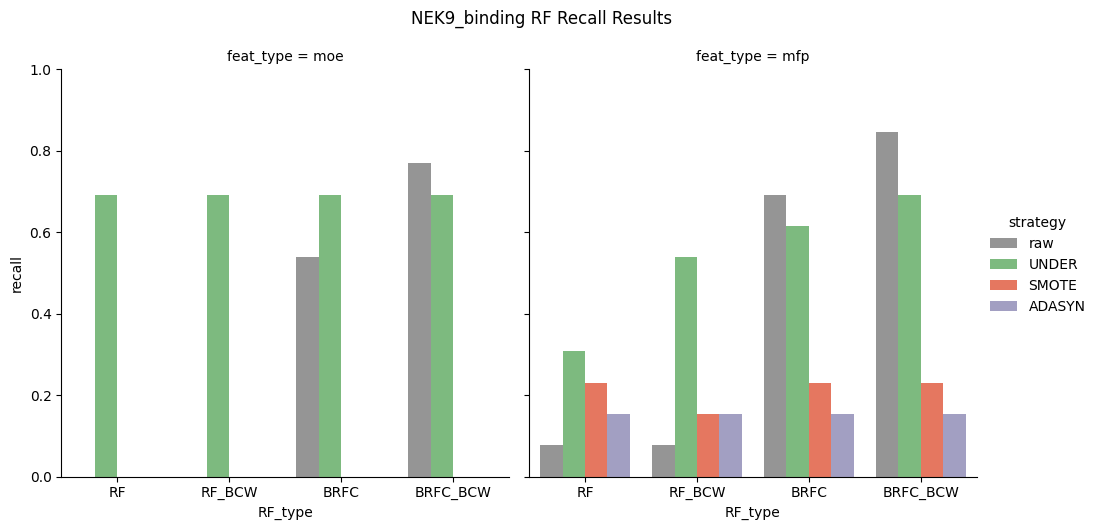 NEK9_binding RF Recall Results
feat_type = moe
feat_type = mfp
1.0
0.8
0.6
0.4
0.2
0.0
recall
RF
RF_BCW
BRFC
BRFC_BCW
RF_type
RF
RF_BCW
BRFC
BRFC_BCW
RF_type
strategy
raw
UNDER
SMOTE
ADASYN